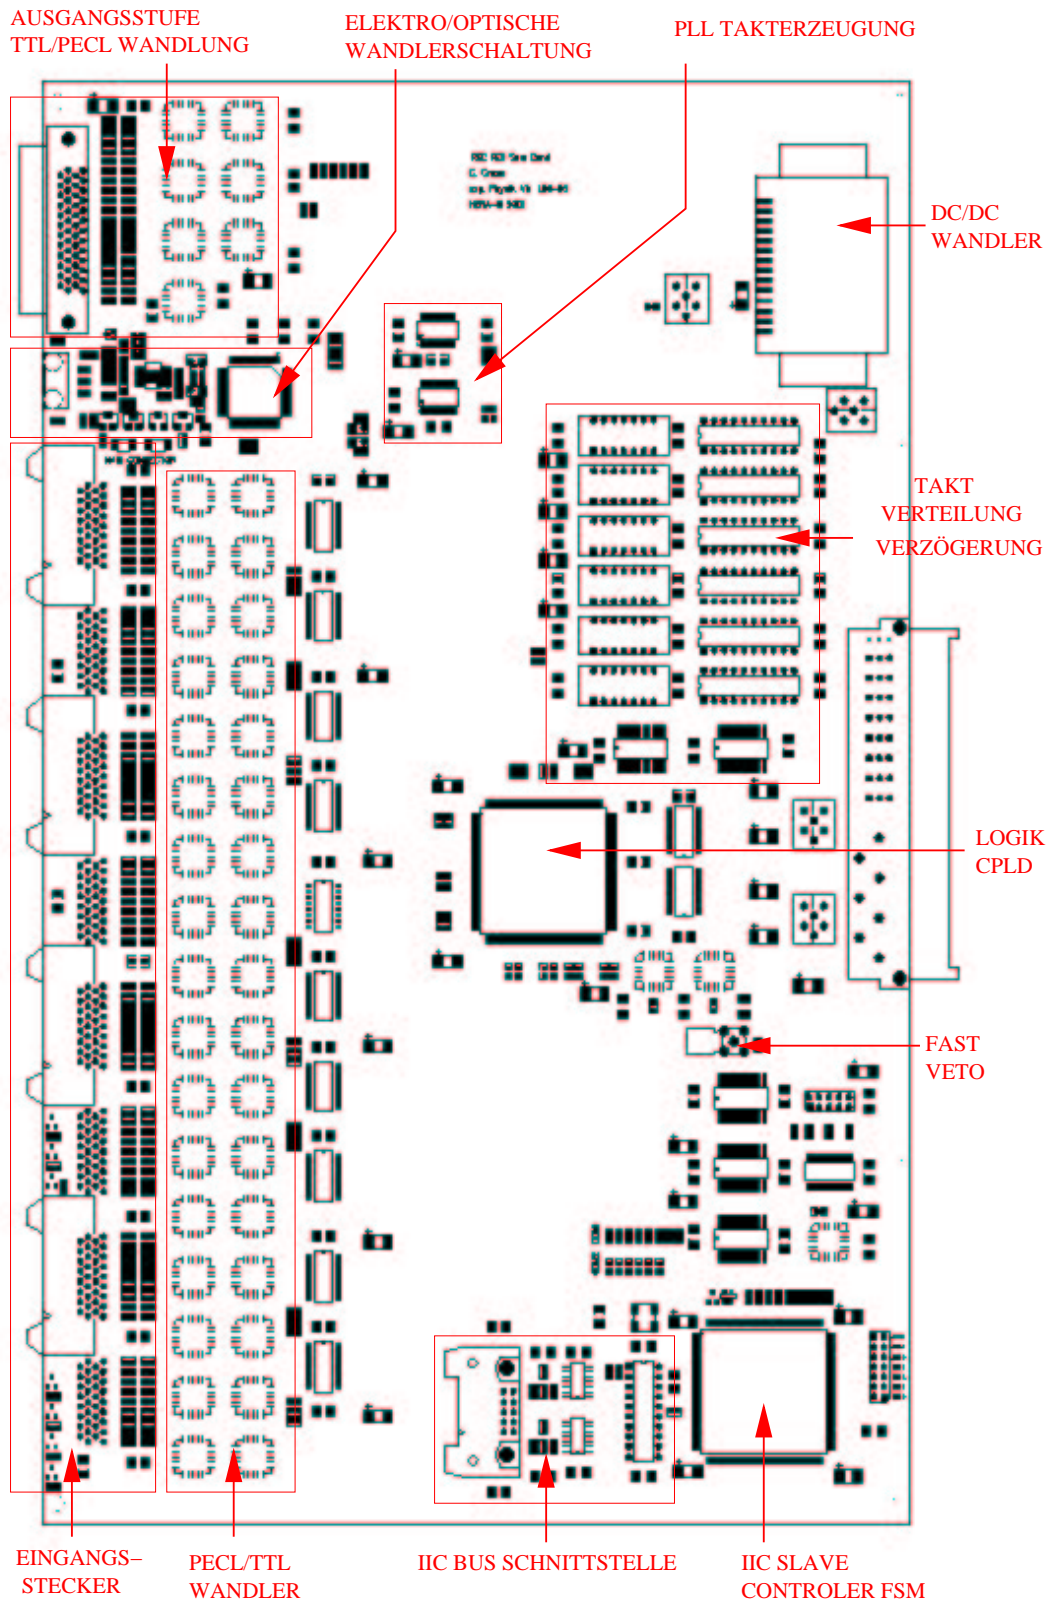 AUSGANGSSTUFE
TTL/PECL WANDLUNG
ELEKTRO/OPTISCHE
WANDLERSCHALTUNG
PLL TAKTERZEUGUNG
DC/DC
WANDLER
TAKT
VERTEILUNG
VERZÖGERUNG
LOGIK
CPLD
FAST
VETO
EINGANGS–
STECKER
PECL/TTL
WANDLER
IIC BUS SCHNITTSTELLE
IIC SLAVE
CONTROLER FSM